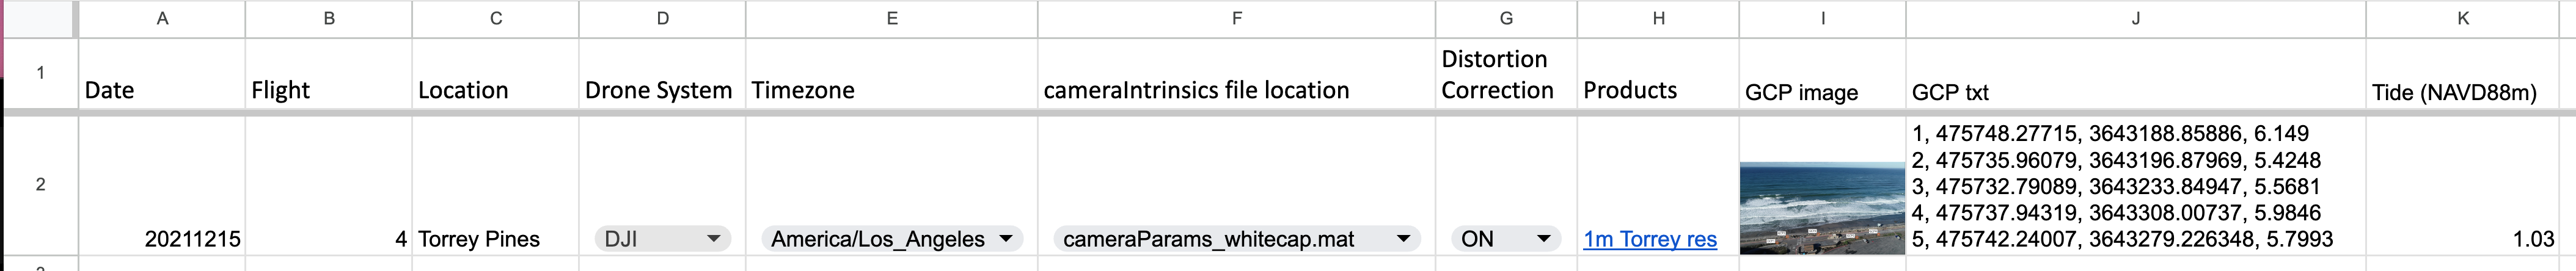 A B C D E F G H I J K
1 Date Flight Location Drone System Timezone cameraIntrinsics file location Distortion Correction Products GCP image GCP txt Tide (NAVD88m)
2 20211215 4 Torrey Pines DJI America/Los_Angeles cameraParams_whitecap.mat ON 1m Torrey res
1, 475748.27715, 3643188.85886, 6.149
2, 475735.96079, 3643196.87969, 5.4248
3, 475732.79089, 3643233.84947, 5.5681
4, 475737.94319, 3643308.00737, 5.9846
5, 475742.24007, 3643279.226348, 5.7993
1.03